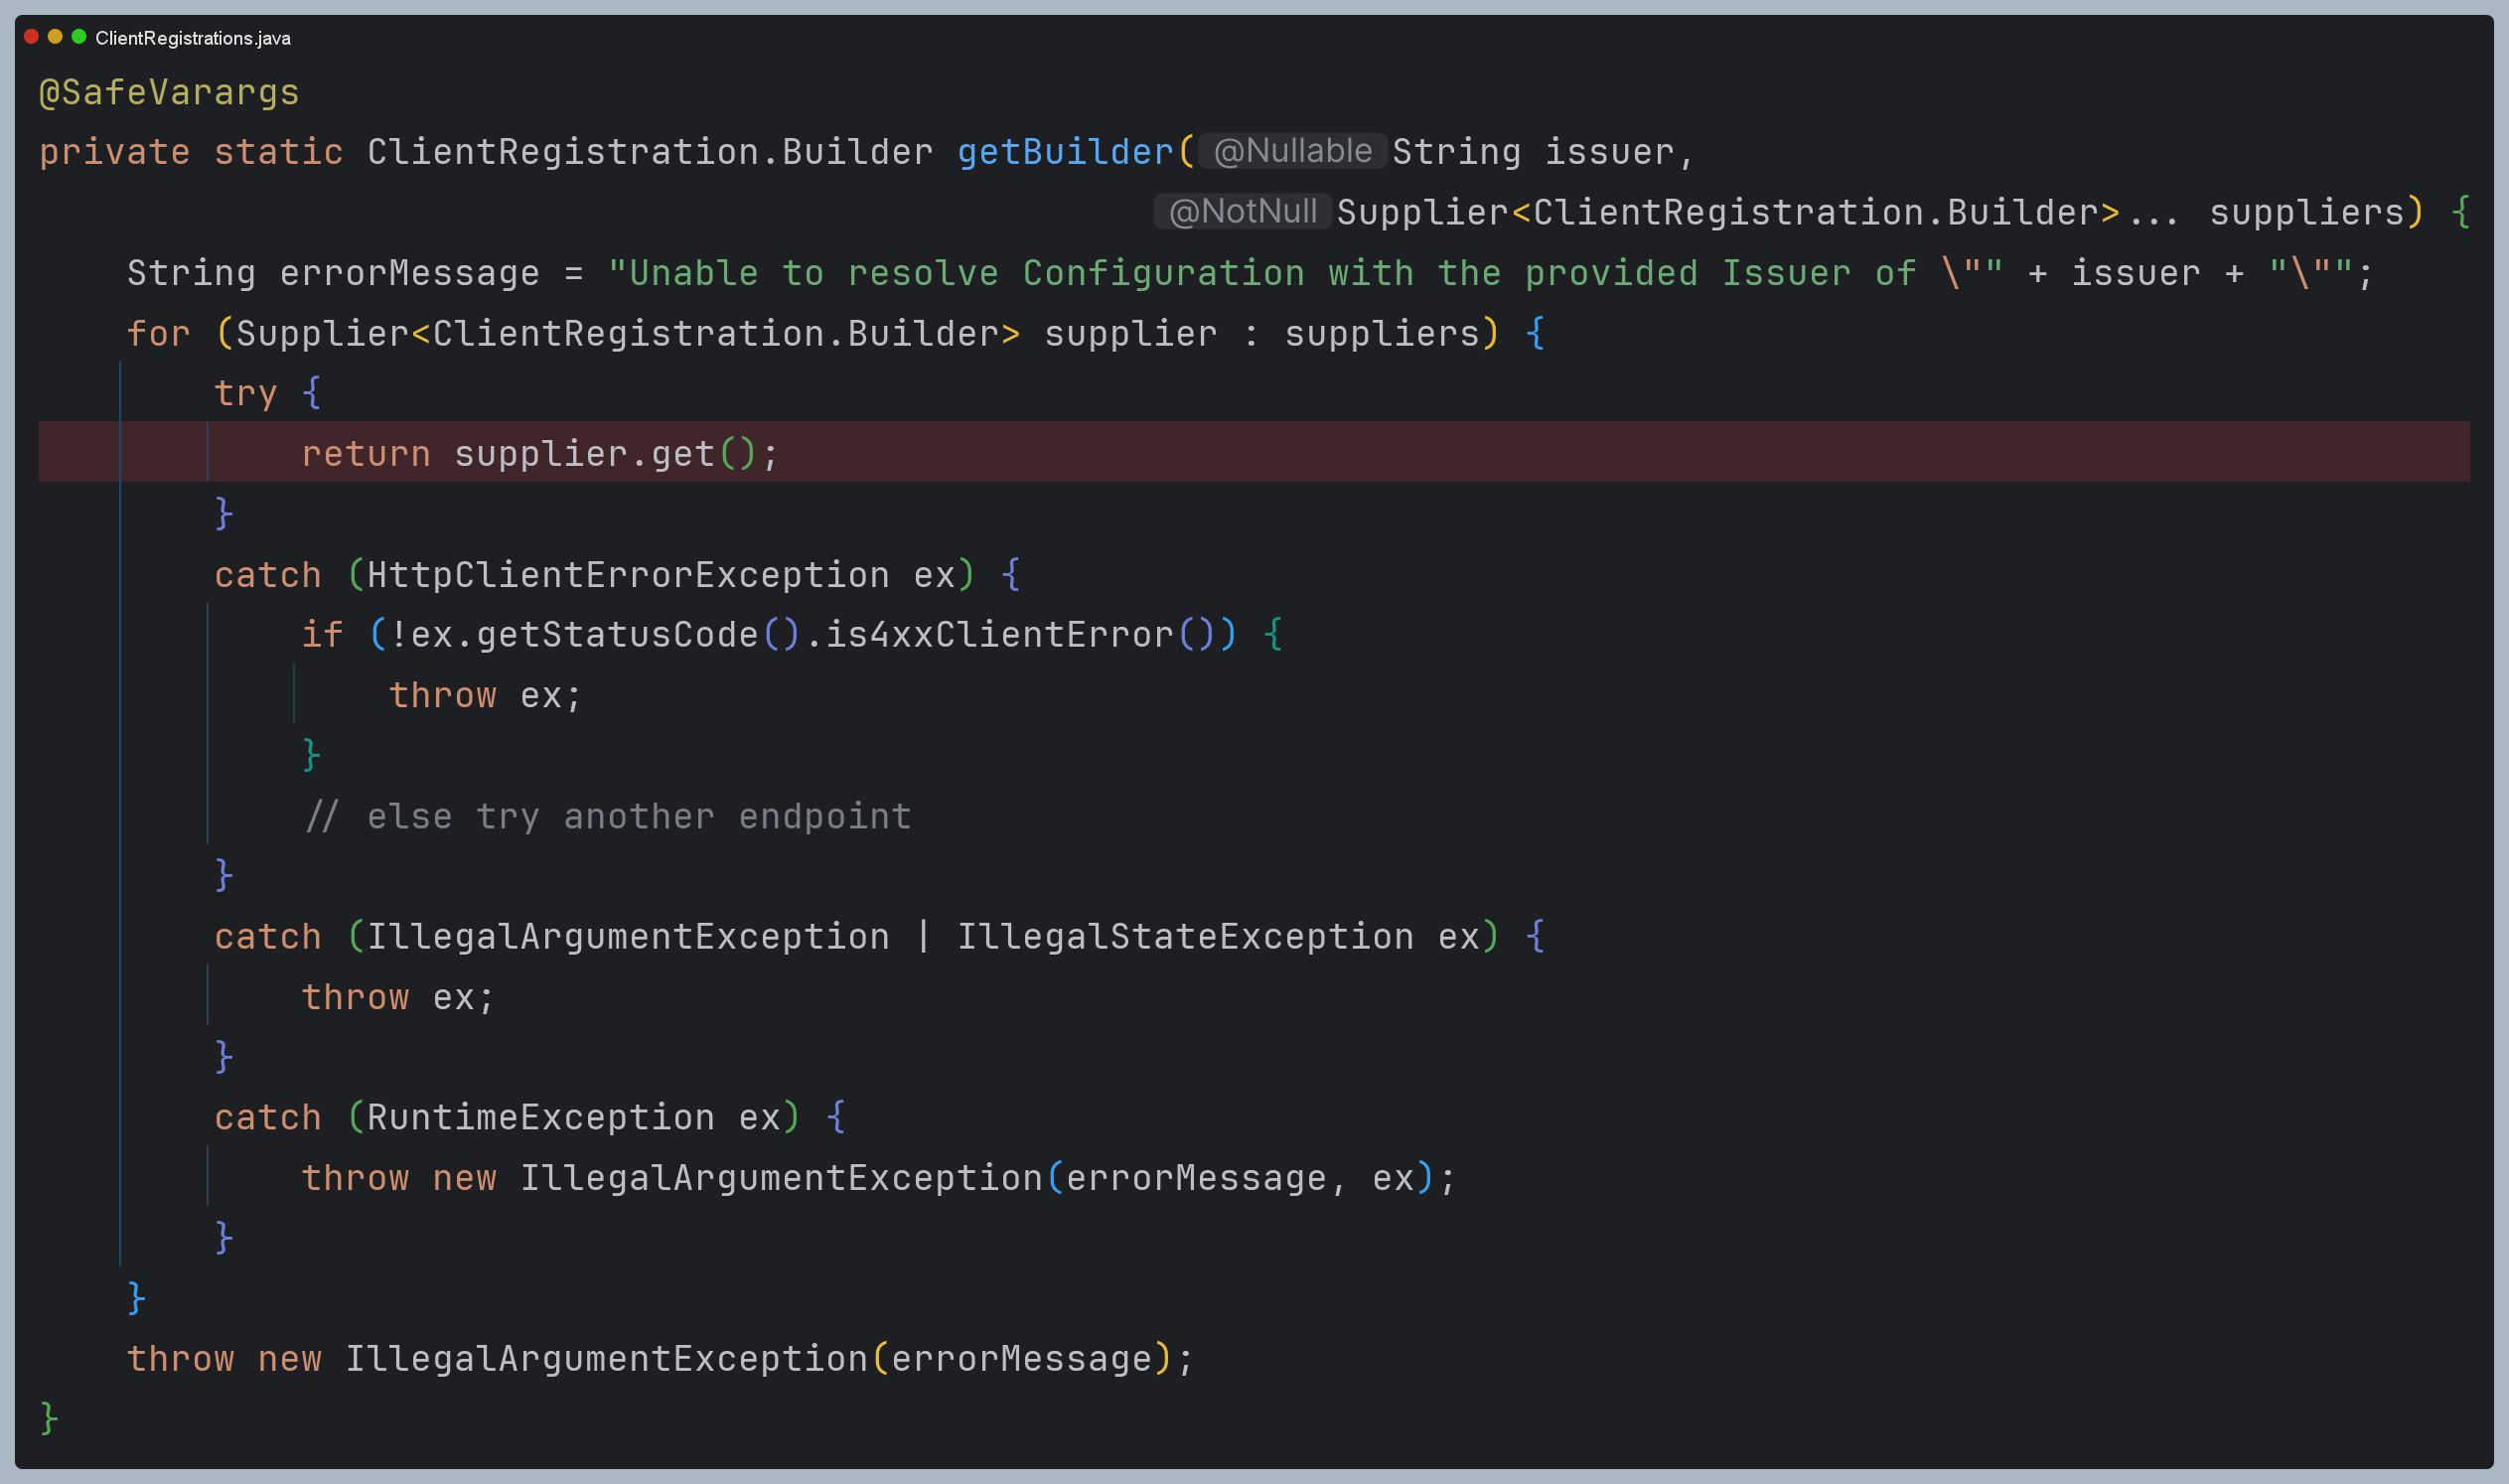 ClientRegistrations.java
@SafeVarargs
private static ClientRegistration.Builder getBuilder( @Nullable String issuer,
@NotNull Supplier<ClientRegistration.Builder>... suppliers) {
String errorMessage = "Unable to resolve Configuration with the provided Issuer of \"" + issuer + "\"";
for (Supplier<ClientRegistration.Builder> supplier : suppliers) {
try {
return supplier.get();
}
catch (HttpClientErrorException ex) {
if (!ex.getStatusCode().is4xxClientError()) {
throw ex;
}
// else try another endpoint
}
catch (IllegalArgumentException | IllegalStateException ex) {
throw ex;
}
catch (RuntimeException ex) {
throw new IllegalArgumentException(errorMessage, ex);
}
}
throw new IllegalArgumentException(errorMessage);
}